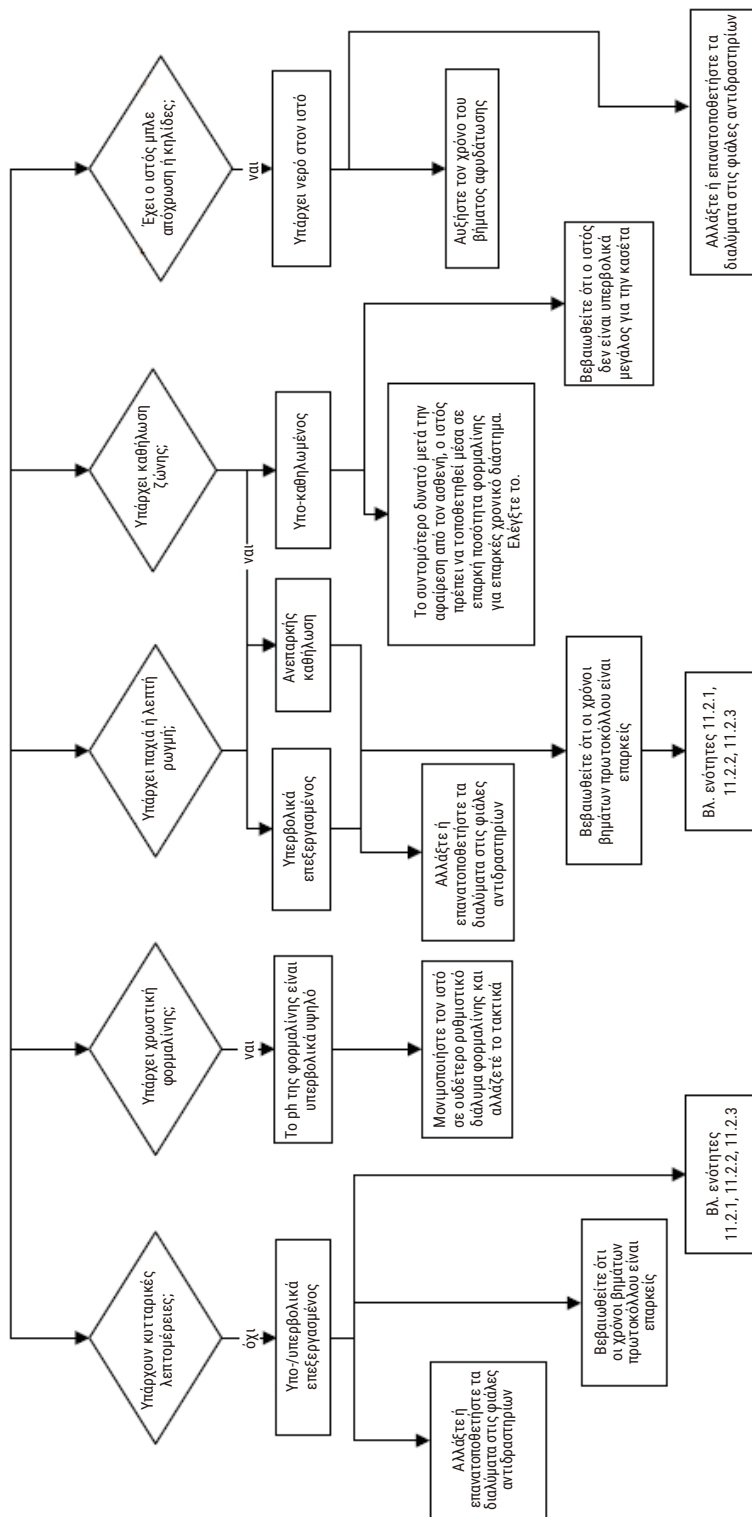 Υπάρχουν κυτταρικές
λεπτομέρειες;
όχι
Υπο-/υπερβολικά
επεξεργασμένος
Αλλάξτε ή
επανατοποθετήστε τα
διαλύματα στις φιάλες
αντιδραστηρίων
Βεβαιωθείτε ότι
οι χρόνοι βημάτων
πρωτοκόλλου είναι
επαρκείς
Βλ. ενότητες
11.2.1, 11.2.2, 11.2.3
Υπάρχει χρωστική
φορμαλίνης;
ναι
Το ph της φορμαλίνης είναι
υπερβολικά υψηλό
Μονιμοποιήστε τον ιστό
σε ουδέτερο ρυθμιστικό
διάλυμα φορμαλίνης και
αλλάζετέ το τακτικά
Υπάρχει παχιά ή λεπτή
ρωγμή;
Υπερβολικά
επεξεργασμένος
Ανεπαρκής
καθήλωση
Αλλάξτε ή
επανατοποθετήστε τα
διαλύματα στις φιάλες
αντιδραστηρίων
Βεβαιωθείτε ότι οι χρόνοι
βημάτων πρωτοκόλλου είναι
επαρκείς
Βλ. ενότητες 11.2.1,
11.2.2, 11.2.3
Υπάρχει καθήλωση
ζώνης;
ναι
Υπο-καθηλωμένος
Το συντομότερο δυνατό μετά την
αφαίρεση από τον ασθενή, ο ιστός
πρέπει να τοποθετηθεί μέσα σε
επαρκή ποσότητα φορμαλίνης
για επαρκές χρονικό διάστημα.
Ελέγξτε το.
Βεβαιωθείτε ότι ο ιστός
δεν είναι υπερβολικά
μεγάλος για την κασέτα
Έχει ο ιστός μπλε
απόχρωση ή κηλίδες;
ναι
Υπάρχει νερό στον ιστό
Αυξήστε τον χρόνο του
βήματος αφυδάτωσης
Αλλάξτε ή επανατοποθετήστε τα
διαλύματα στις φιάλες αντιδραστηρίων